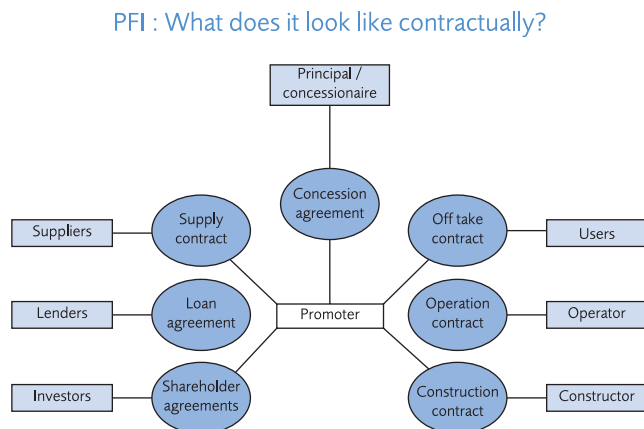 PFI : What does it look like contractually?
Principal /
concessionaire
Concession
agreement
Suppliers
Supply
contract
Off take
contract
Users
Lenders
Loan
agreement
Promoter
Operation
contract
Operator
Investors
Shareholder
agreements
Construction
contract
Constructor